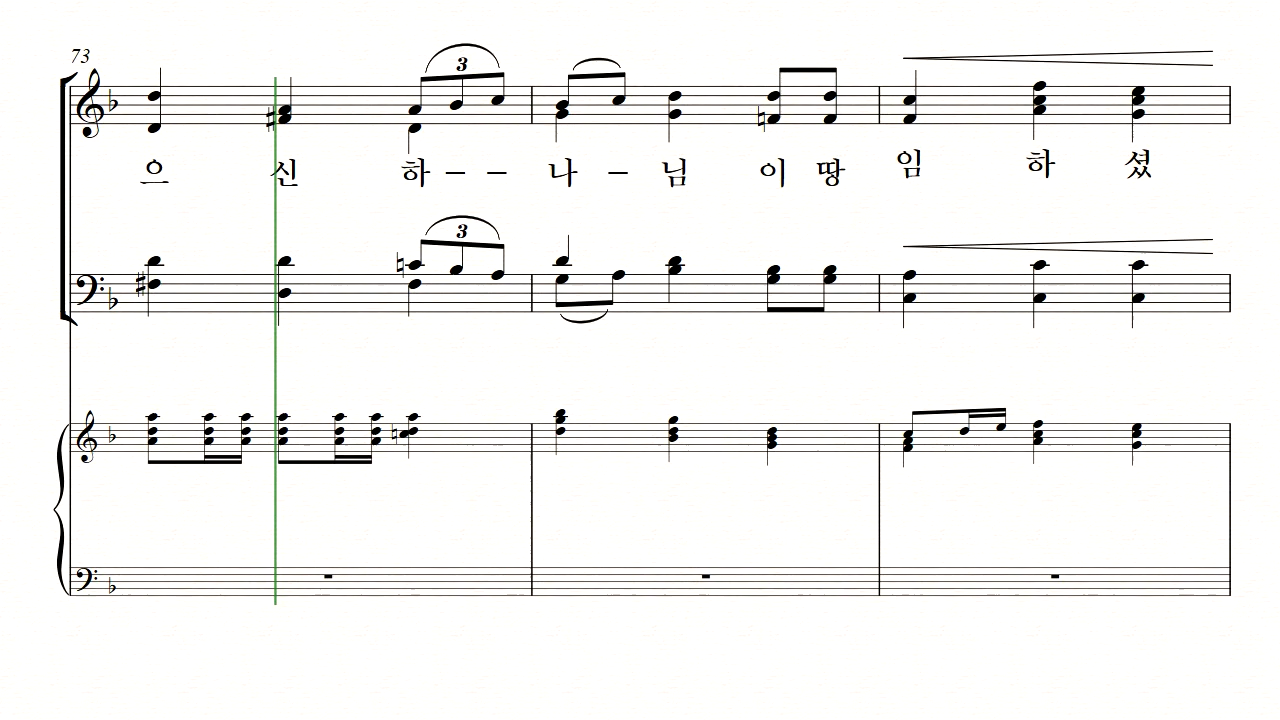 73
3
으 신 하 – – 나 – 님 이 땅 임 하 셨
3